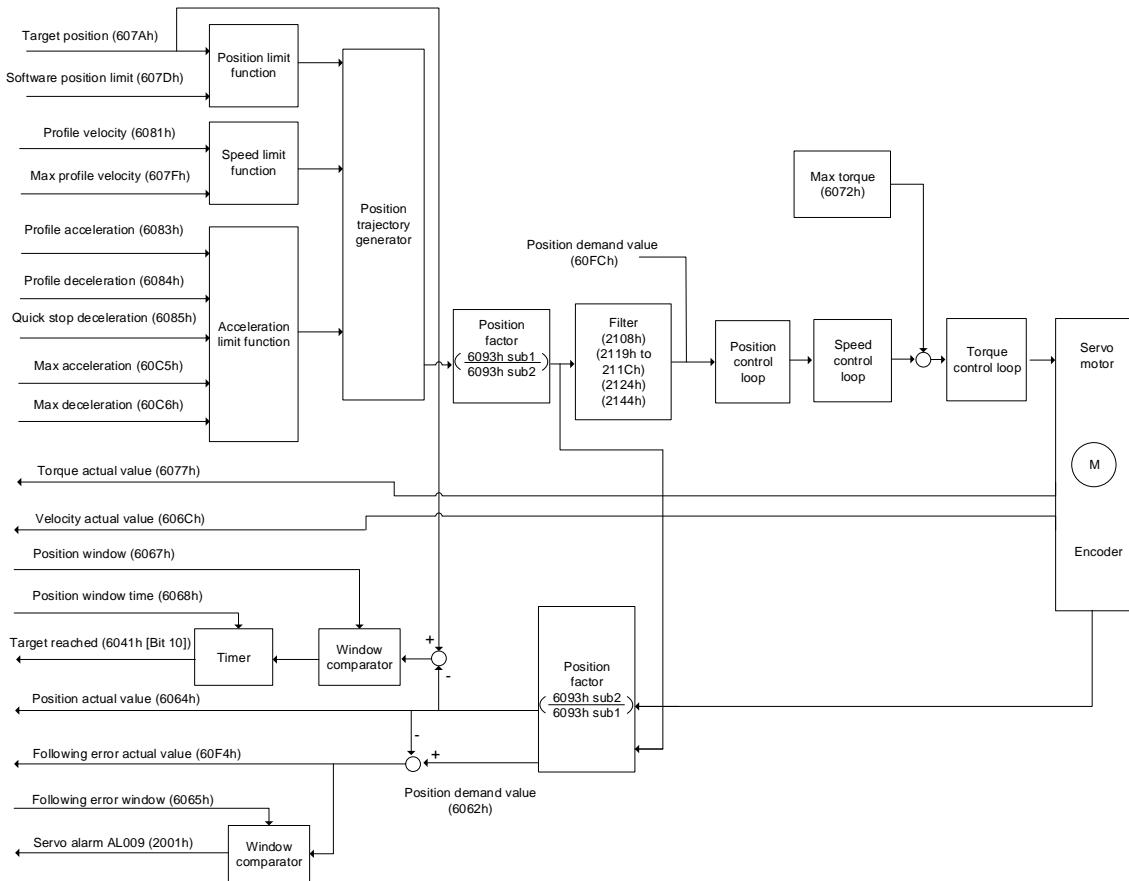 Target position (607Ah)
Software position limit (607Dh)
Position limit
function
Profile velocity (6081h)
Max profile velocity (607Fh)
Speed limit
function
Profile acceleration (6083h)
Profile deceleration (6084h)
Quick stop deceleration (6085h)
Max acceleration (60C5h)
Max deceleration (60C6h)
Acceleration
limit function
Position
trajectory
generator
Position
factor
(6093h sub1
6093h sub2)
Filter
(2108h)
(2119h to
211Ch)
(2124h)
(2144h)
Position demand value
(60FCh)
Position
control
loop
Speed
control
loop
Max torque
(6072h)
Torque
control loop
Servo
motor
M
Encoder
Torque actual value (6077h)
Velocity actual value (606Ch)
Position window (6067h)
Position window time (6068h)
Target reached (6041h [Bit 10])
Timer
Window
comparator
+
-
Position
factor
(6093h sub2
6093h sub1)
Position actual value (6064h)
-
+
Following error actual value (60F4h)
Position demand value
(6062h)
Following error window (6065h)
Servo alarm AL009 (2001h)
Window
comparator